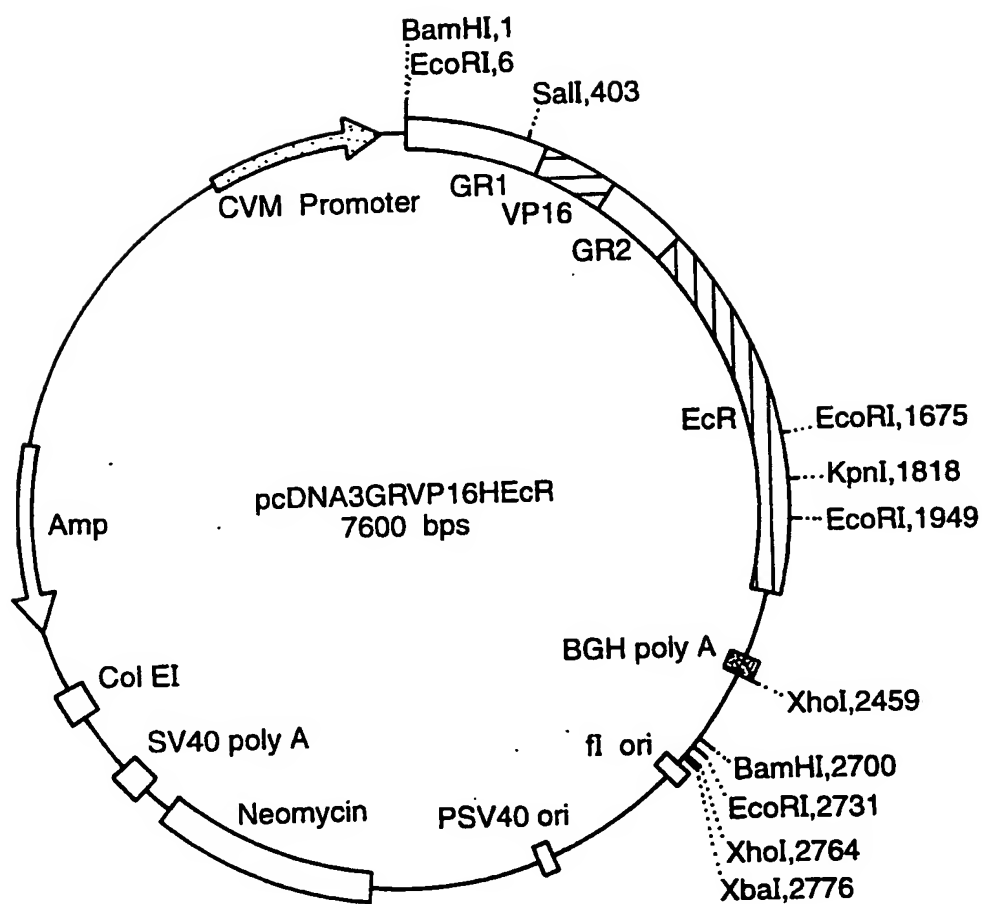 BamHI,1
EcoRI,6
SalI,403
CVM Promoter
GR1
VP16
GR2
EcR
EcoRI,1675
KpnI,1818
EcoRI,1949
pcDNA3GRVP16HEcR
7600 bps
Amp
BGH poly A
XhoI,2459
Col EI
SV40 poly A
fI ori
BamHI,2700
EcoRI,2731
XhoI,2764
XbaI,2776
Neomycin
PSV40 ori